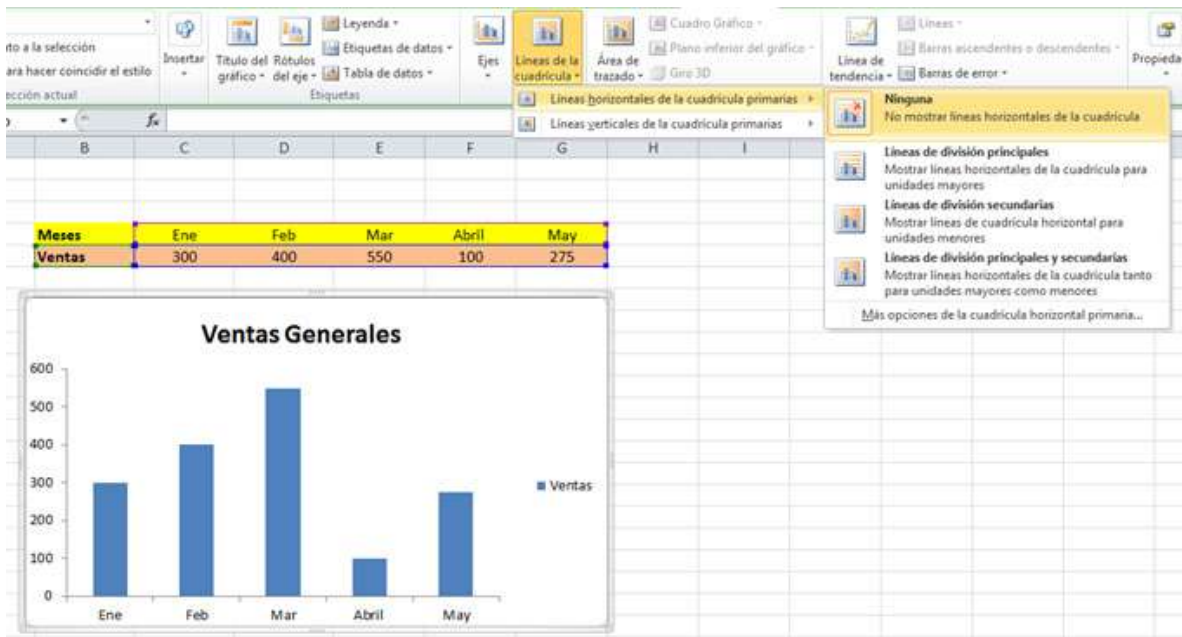 Leyenda
Cuadro Gráfico
Líneas
to a la selección
Etiquetas de datos
Plano inferior del gráfico
Barras ascendentes o descendentes
Insertar
Título del gráfico
Rótulos del eje
Tabla de datos
Ejes
Líneas de la cuadrícula
Área de trazado
Giro 3D
Línea de tendencia
Barras de error
Propieda
ara hacer coincidir el estilo
ección actual
Etiquetas
Líneas horizontales de la cuadrícula primarias
Líneas verticales de la cuadrícula primarias
Ninguna
No mostrar líneas horizontales de la cuadrícula
Líneas de división principales
Mostrar líneas horizontales de la cuadrícula para
unidades mayores
Líneas de división secundarias
Mostrar líneas de cuadrícula horizontal para
unidades menores
Líneas de división principales y secundarias
Mostrar líneas horizontales de la cuadrícula tanto
para unidades mayores como menores
Más opciones de la cuadrícula horizontal primaria...
fx
B C D E F G H I
Meses Ene Feb Mar Abril May
Ventas 300 400 550 100 275
Ventas Generales
600
500
400
300
200
100
0
Ene Feb Mar Abril May
Ventas